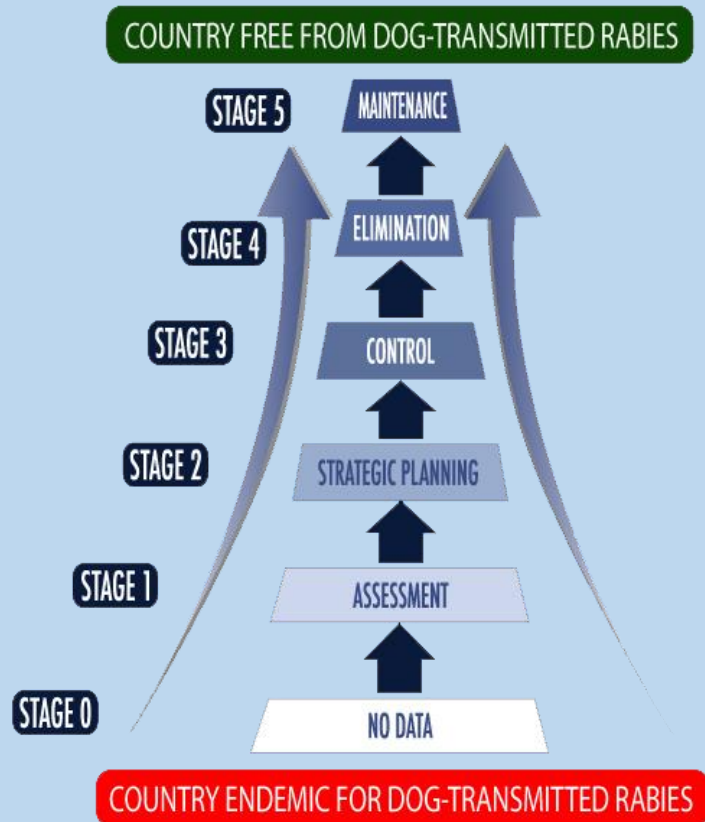 COUNTRY FREE FROM DOG-TRANSMITTED RABIES
STAGE 5
MAINTENANCE
STAGE 4
ELIMINATION
STAGE 3
CONTROL
STAGE 2
STRATEGIC PLANNING
STAGE 1
ASSESSMENT
STAGE 0
NO DATA
COUNTRY ENDEMIC FOR DOG-TRANSMITTED RABIES